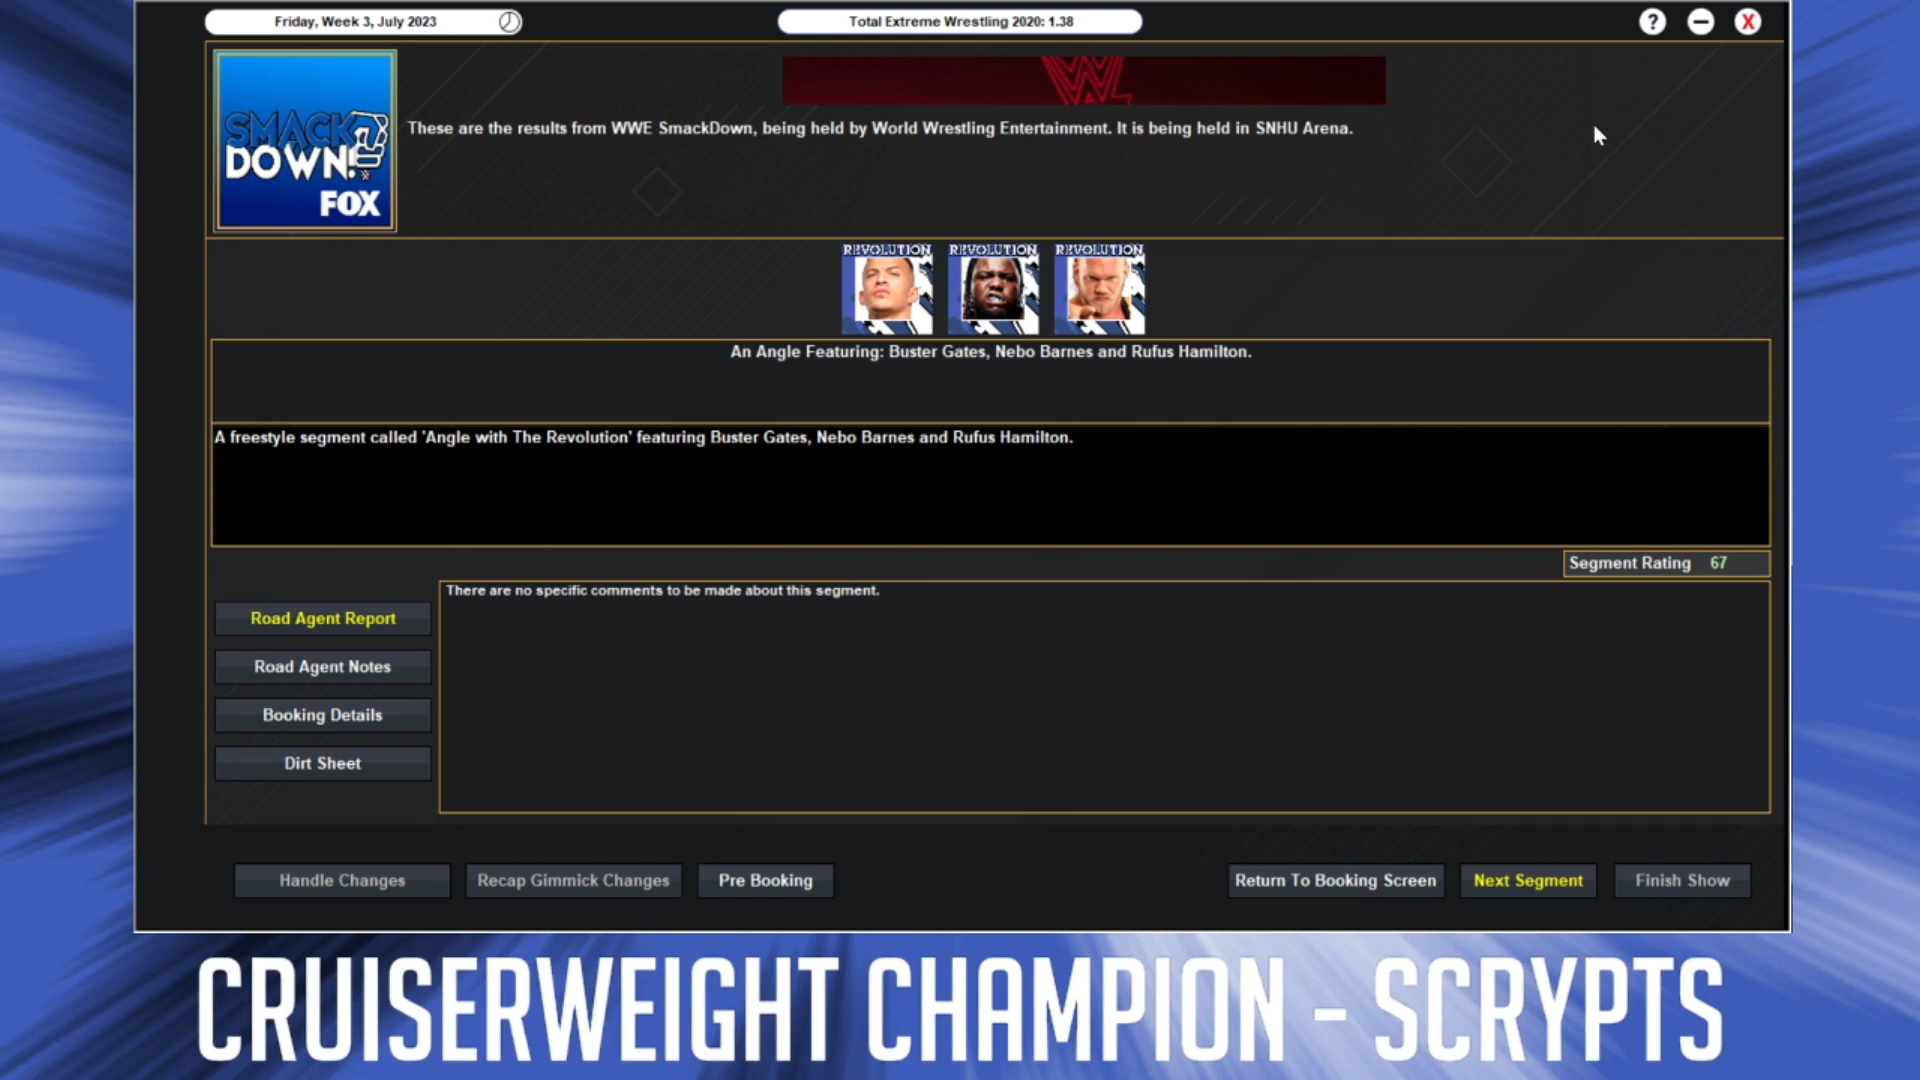 Friday, Week 3, July 2023
Total Extreme Wrestling 2020: 1.38
?
X
SMACK
DOWN!
FOX
These are the results from WWE SmackDown, being held by World Wrestling Entertainment. It is being held in SNHU Arena.
REVOLUTION
REVOLUTION
REVOLUTION
An Angle Featuring: Buster Gates, Nebo Barnes and Rufus Hamilton.
A freestyle segment called 'Angle with The Revolution' featuring Buster Gates, Nebo Barnes and Rufus Hamilton.
Segment Rating 67
There are no specific comments to be made about this segment.
Road Agent Report
Road Agent Notes
Booking Details
Dirt Sheet
Handle Changes
Recap Gimmick Changes
Pre Booking
Return To Booking Screen
Next Segment
Finish Show
CRUISERWEIGHT CHAMPION - SCRYPTS